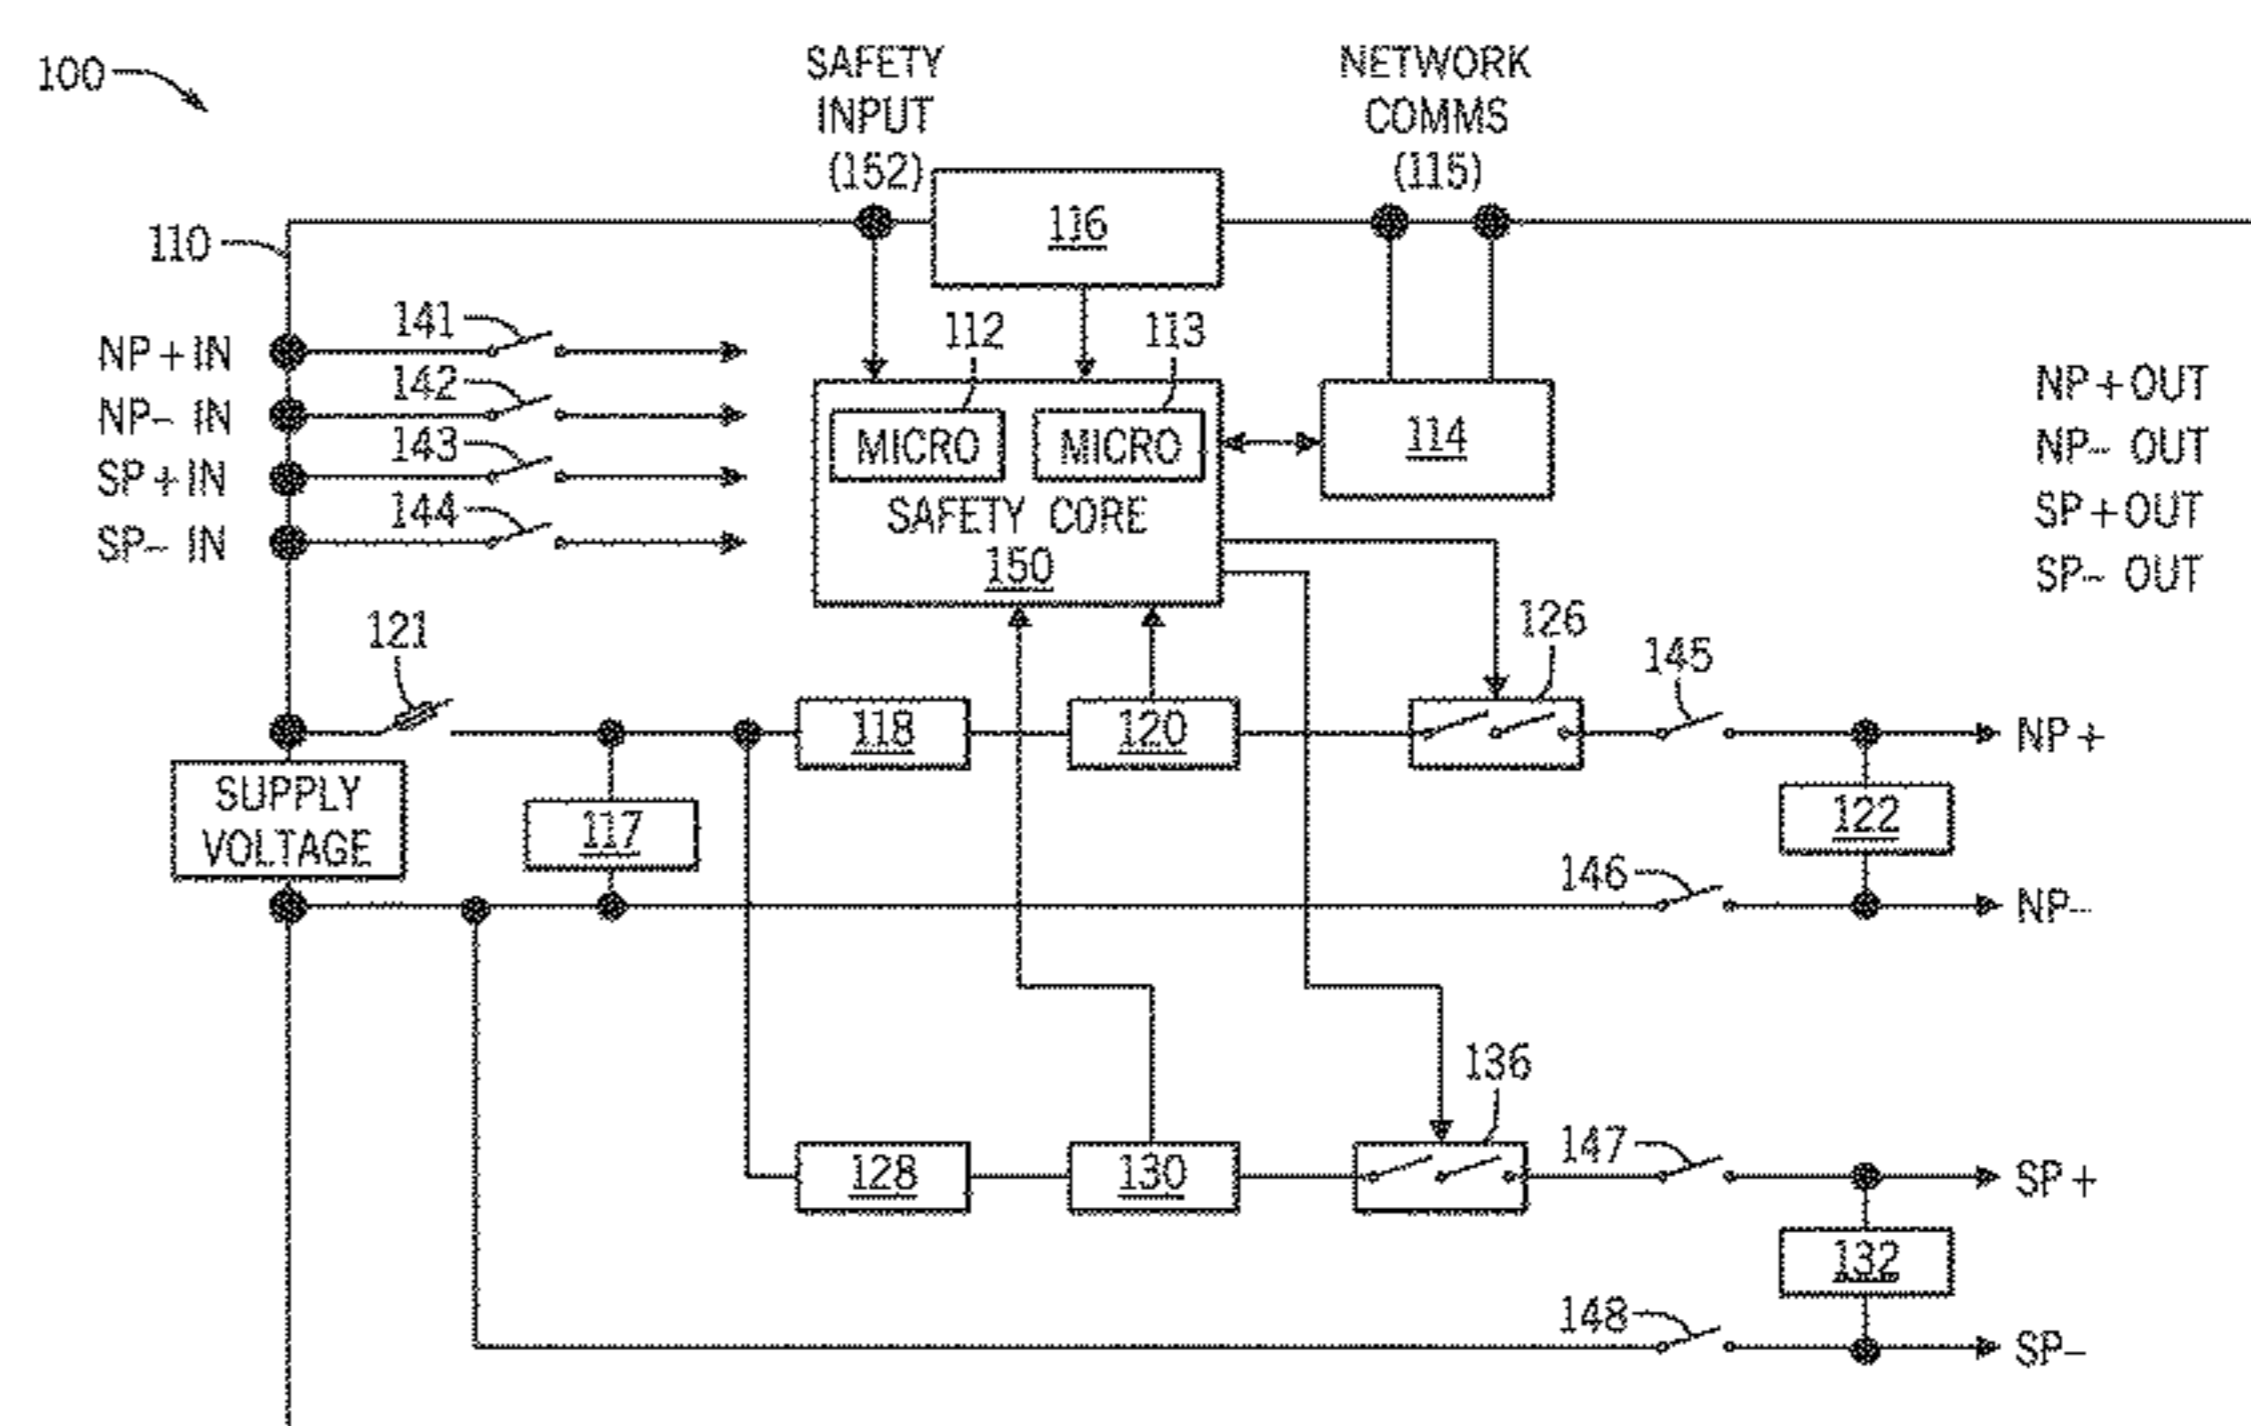 100
SAFETY
INPUT
(152)
NETWORK
COMMS
(115)
116
110
112
113
141
NP+IN
142
NP- IN
143
SP+IN
144
SP- IN
MICRO
MICRO
SAFETY CORE
150
114
NP+OUT
NP- OUT
SP+OUT
SP- OUT
121
126
145
118
120
NP+
SUPPLY
VOLTAGE
117
122
146
NP-
136
147
128
130
SP+
132
148
SP-